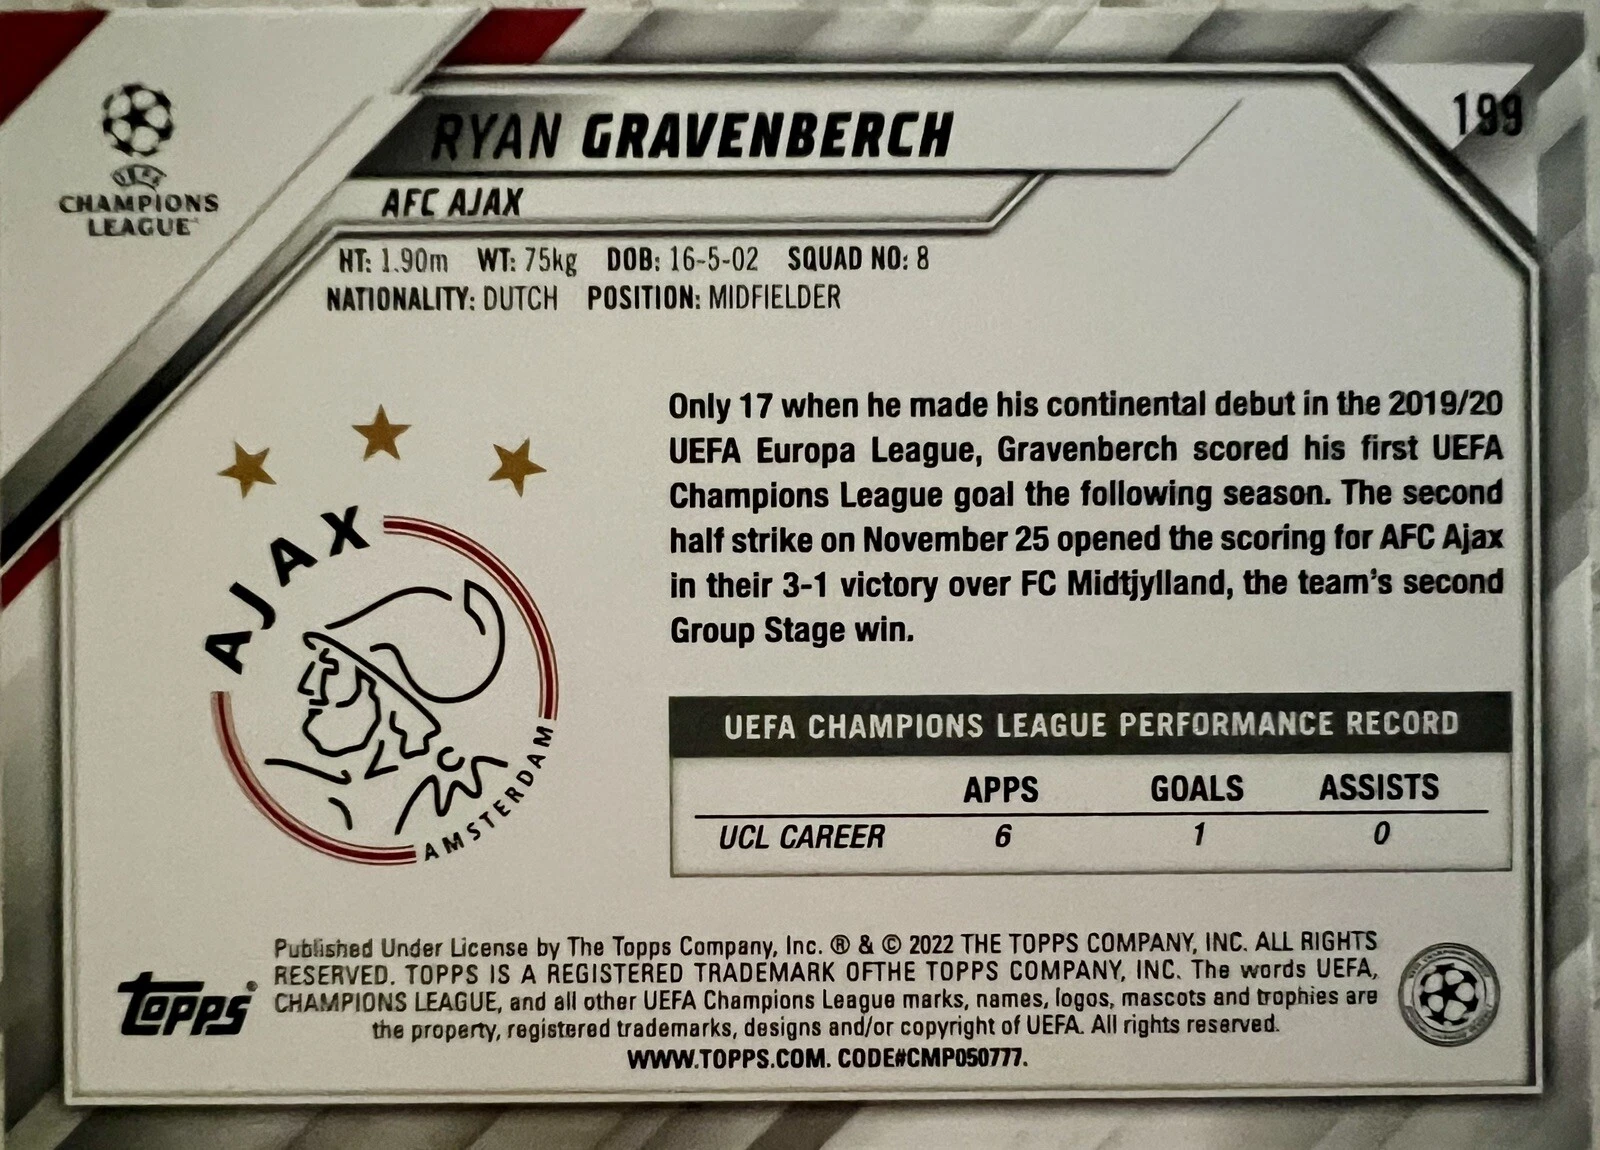 199
RYAN GRAVENBERCH
UEFA
CHAMPIONS
LEAGUE
AFC AJAX
HT: 1.90m WT: 75kg DOB: 16-5-02 SQUAD NO: 8
NATIONALITY: DUTCH POSITION: MIDFIELDER
Only 17 when he made his continental debut in the 2019/20
UEFA Europa League, Gravenberch scored his first UEFA
Champions League goal the following season. The second
half strike on November 25 opened the scoring for AFC Ajax
in their 3-1 victory over FC Midtjylland, the team's second
Group Stage win.
AJAX
AMSTERDAM
UEFA CHAMPIONS LEAGUE PERFORMANCE RECORD
APPS GOALS ASSISTS
UCL CAREER 6 1 0
Published Under License by The Topps Company, Inc. ® & © 2022 THE TOPPS COMPANY, INC. ALL RIGHTS
RESERVED. TOPPS IS A REGISTERED TRADEMARK OFTHE TOPPS COMPANY, INC. The words UEFA,
CHAMPIONS LEAGUE, and all other UEFA Champions League marks, names, logos, mascots and trophies are
the property, registered trademarks, designs and/or copyright of UEFA. All rights reserved.
WWW.TOPPS.COM. CODE#CMP050777.
Topps®